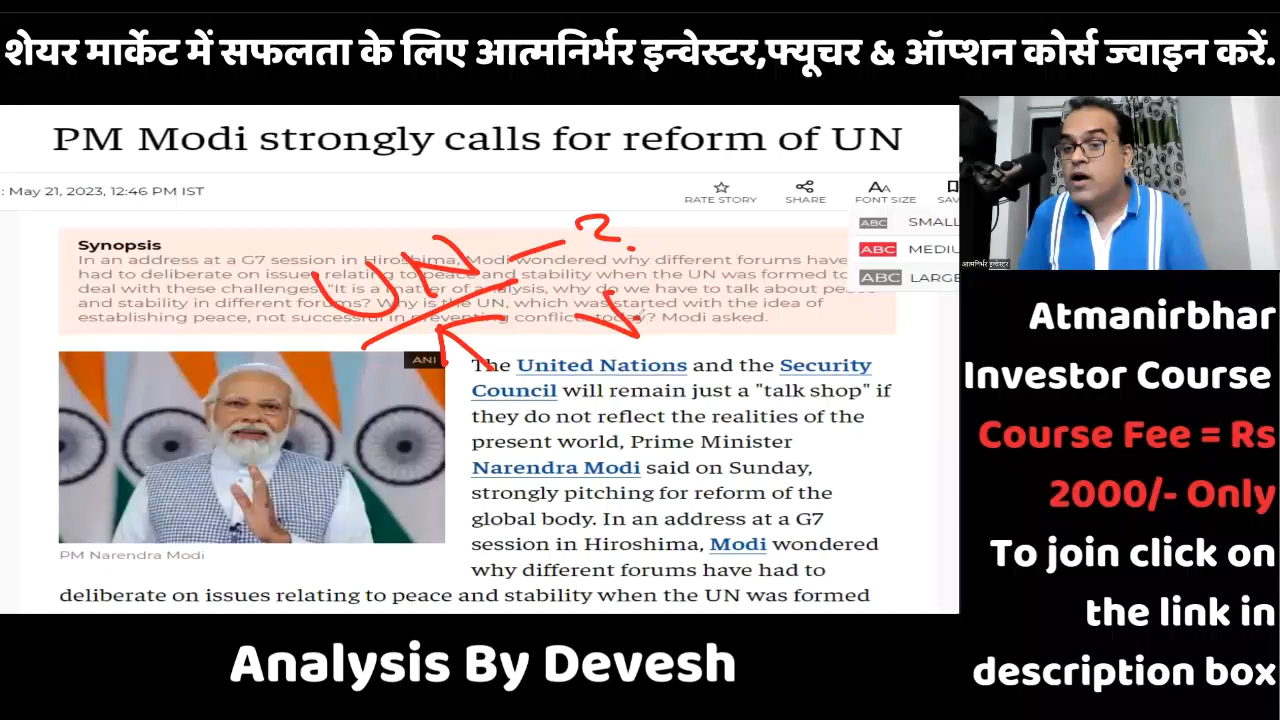 शेयर मार्केट में सफलता के लिए आत्मनिर्भर इन्वेस्टर,फ्यूचर & ऑप्शन कोर्स ज्वाइन करें.
PM Modi strongly calls for reform of UN
: May 21, 2023, 12:46 PM IST
RATE STORY
SHARE
FONT SIZE
SAV
ABC SMALL
ABC MEDIU
ABC LARGE
Synopsis
In an address at a G7 session in Hiroshima, Modi wondered why different forums have
had to deliberate on issues relating to peace and stability when the UN was formed to
deal with these challenges. "It is a matter of analysis, why do we have to talk about peace
and stability in different forums? Why is the UN, which was started with the idea of
establishing peace, not successful in preventing conflicts today? Modi asked.
UN - ?
ANI
The United Nations and the Security
Council will remain just a "talk shop" if
they do not reflect the realities of the
present world, Prime Minister
Narendra Modi said on Sunday,
strongly pitching for reform of the
global body. In an address at a G7
session in Hiroshima, Modi wondered
why different forums have had to
deliberate on issues relating to peace and stability when the UN was formed
PM Narendra Modi
आत्मनिर्भर इन्वेस्टर
Atmanirbhar
Investor Course
Course Fee = Rs
2000/- Only
To join click on
the link in
description box
Analysis By Devesh